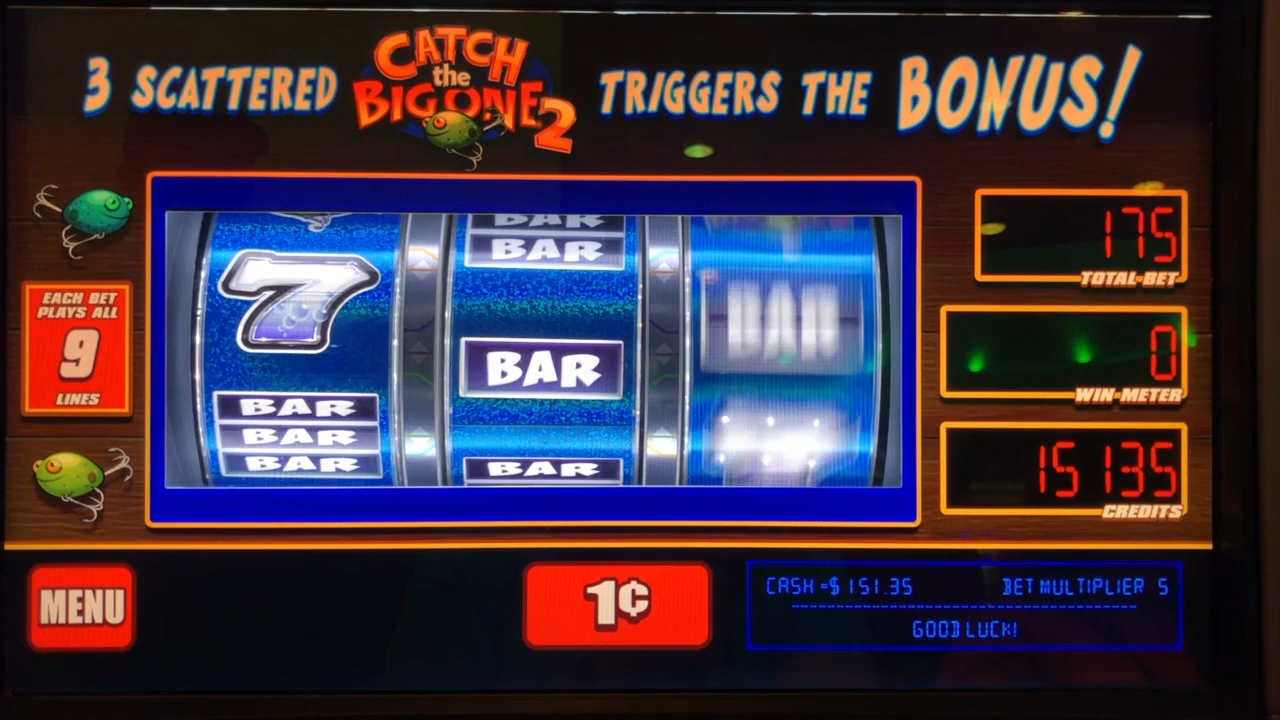 3 SCATTERED CATCH the BIG ONE 2 TRIGGERS THE BONUS!
EACH BET
PLAYS ALL
9
LINES
7
BAR
BAR
BAR
BAR
BAR
BAR
BAR
BAR
175
TOTAL BET
0
WIN METER
15135
CREDITS
MENU
1¢
CASH =$151.35 BET MULTIPLIER 5
GOOD LUCK!